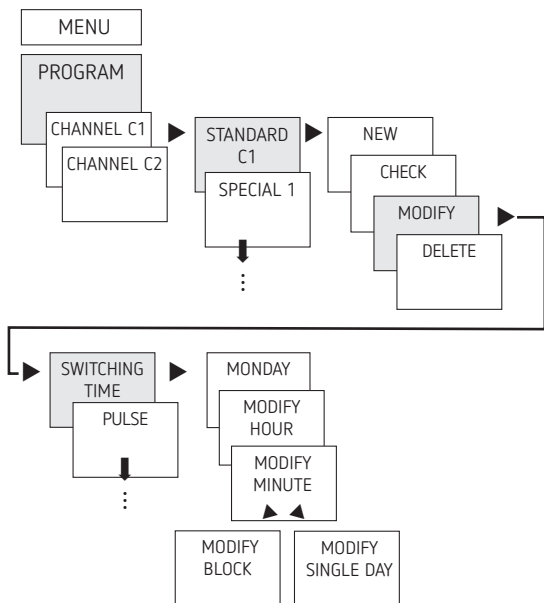 MENU
PROGRAM
CHANNEL C1
CHANNEL C2
STANDARD
C1
SPECIAL 1
NEW
CHECK
MODIFY
DELETE
SWITCHING
TIME
PULSE
MONDAY
MODIFY
HOUR
MODIFY
MINUTE
MODIFY
BLOCK
MODIFY
SINGLE DAY